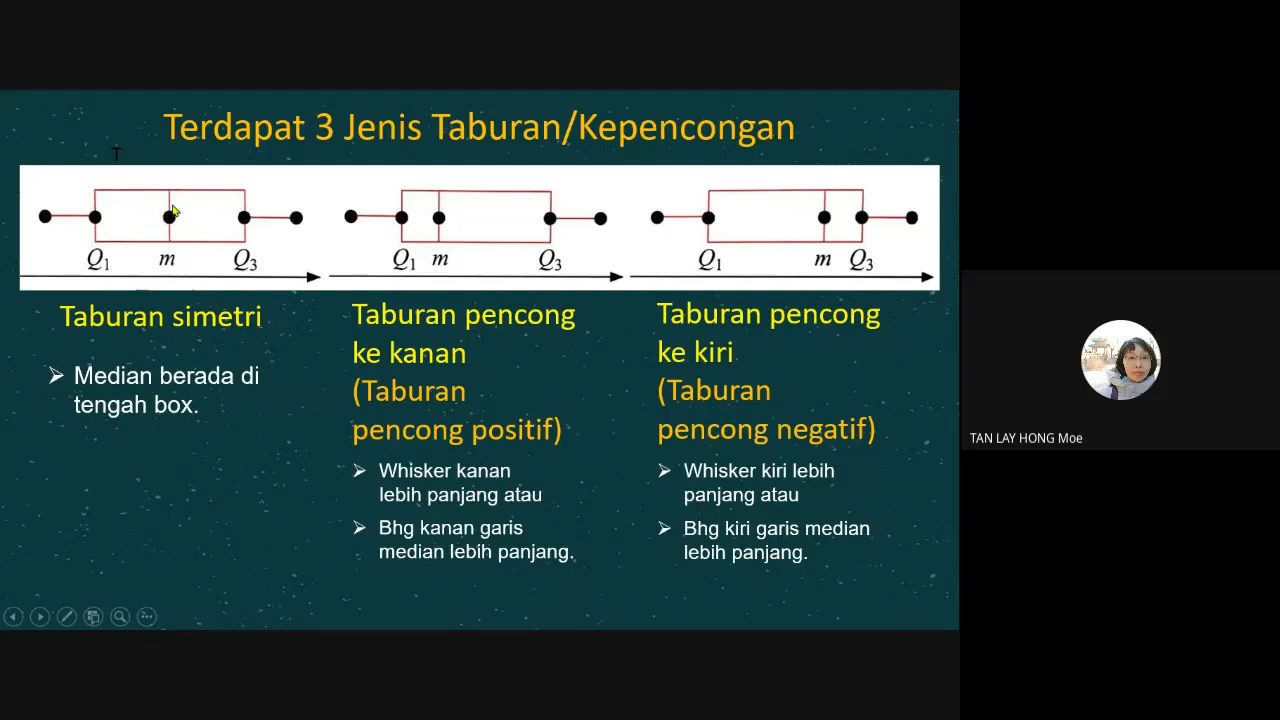 Terdapat 3 Jenis Taburan/Kepencongan
T
Q1 m Q3
Q1 m Q3
Q1 m Q3
Taburan simetri
➢ Median berada di
tengah box.
Taburan pencong
ke kanan
(Taburan
pencong positif)
➢ Whisker kanan
lebih panjang atau
➢ Bhg kanan garis
median lebih panjang.
Taburan pencong
ke kiri
(Taburan
pencong negatif)
➢ Whisker kiri lebih
panjang atau
➢ Bhg kiri garis median
lebih panjang.
TAN LAY HONG Moe